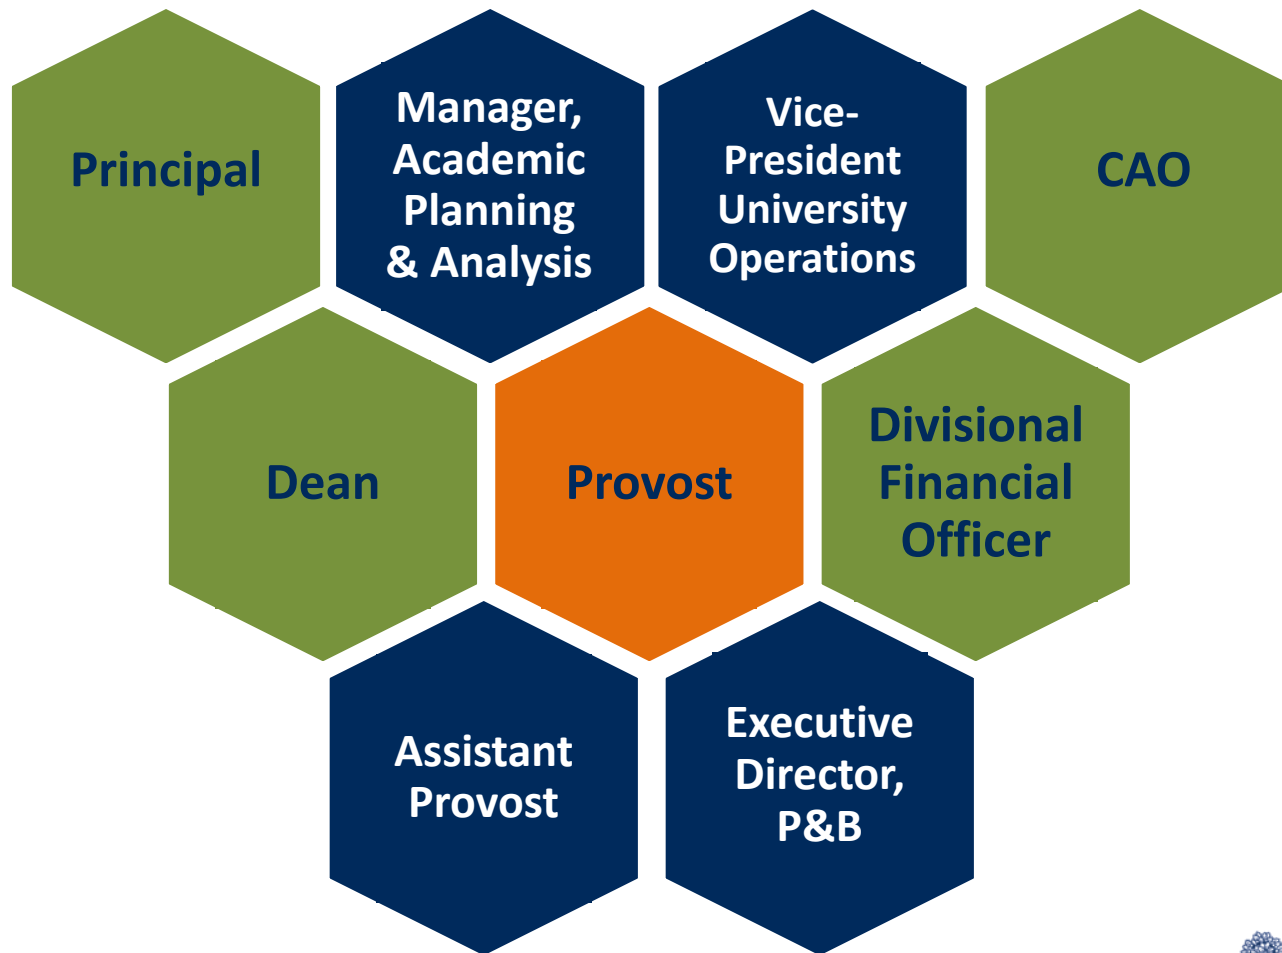 Principal
Manager,
Academic
Planning
& Analysis
Vice-
President
University
Operations
CAO
Dean
Provost
Divisional
Financial
Officer
Assistant
Provost
Executive
Director,
P&B